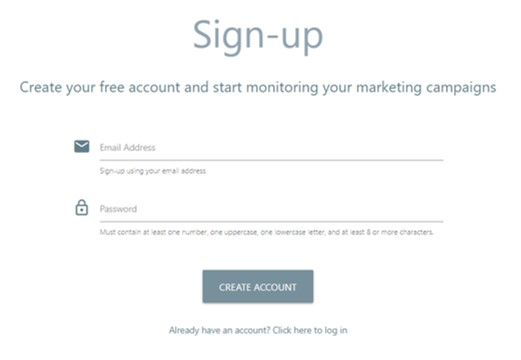 Sign-up
Create your free account and start monitoring your marketing campaigns
Email Address
Sign-up using your email address
Password
Must contain at least one number, one uppercase, one lowercase letter, and at least 8 or more characters.
CREATE ACCOUNT
Already have an account? Click here to log in